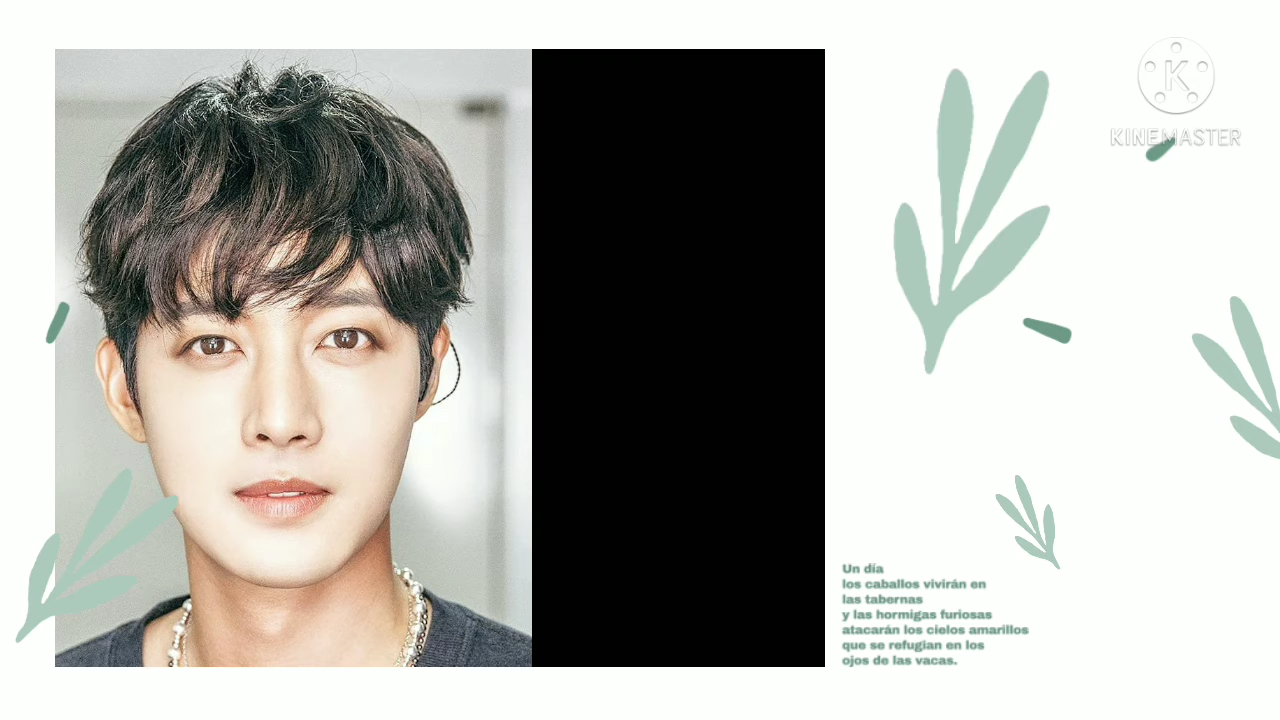 K
KINEMASTER
Un día
los caballos vivirán en
las tabernas
y las hormigas furiosas
atacarán los cielos amarillos
que se refugian en los
ojos de las vacas.